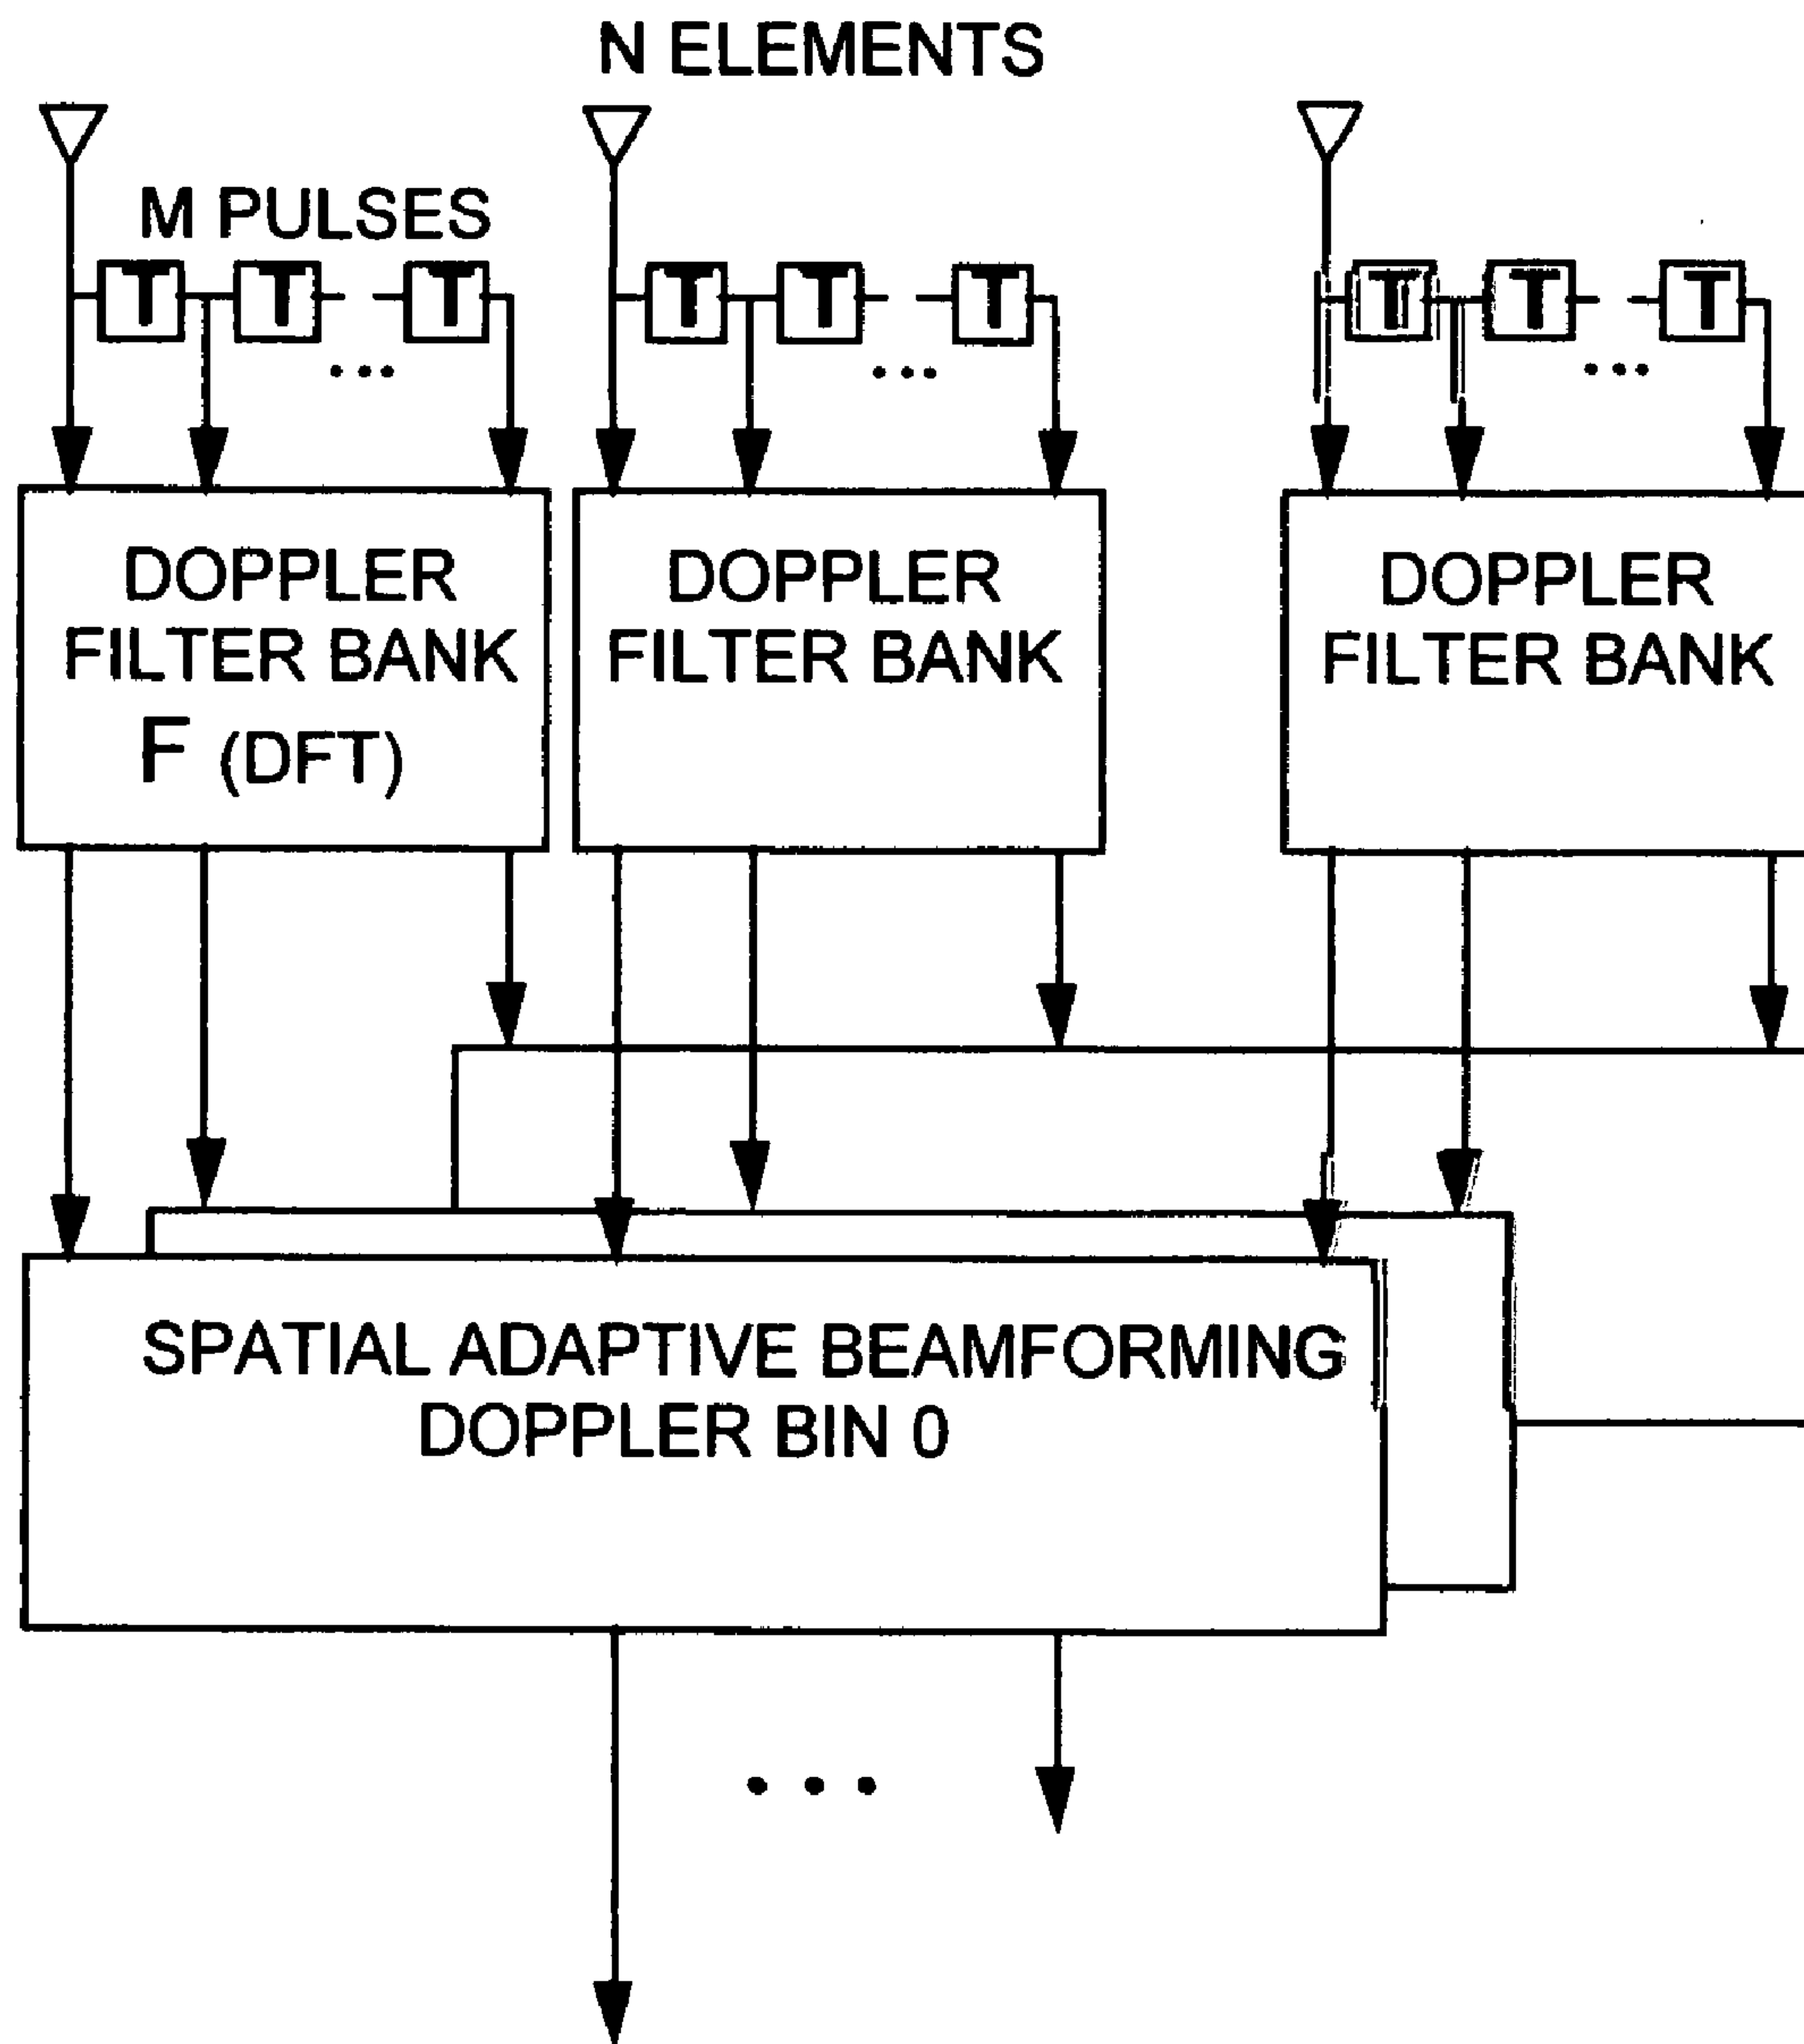 N ELEMENTS
M PULSES
T T ... T T T ... T T T ... T
DOPPLER
FILTER BANK
F (DFT)
DOPPLER
FILTER BANK
DOPPLER
FILTER BANK
SPATIAL ADAPTIVE BEAMFORMING
DOPPLER BIN 0
...